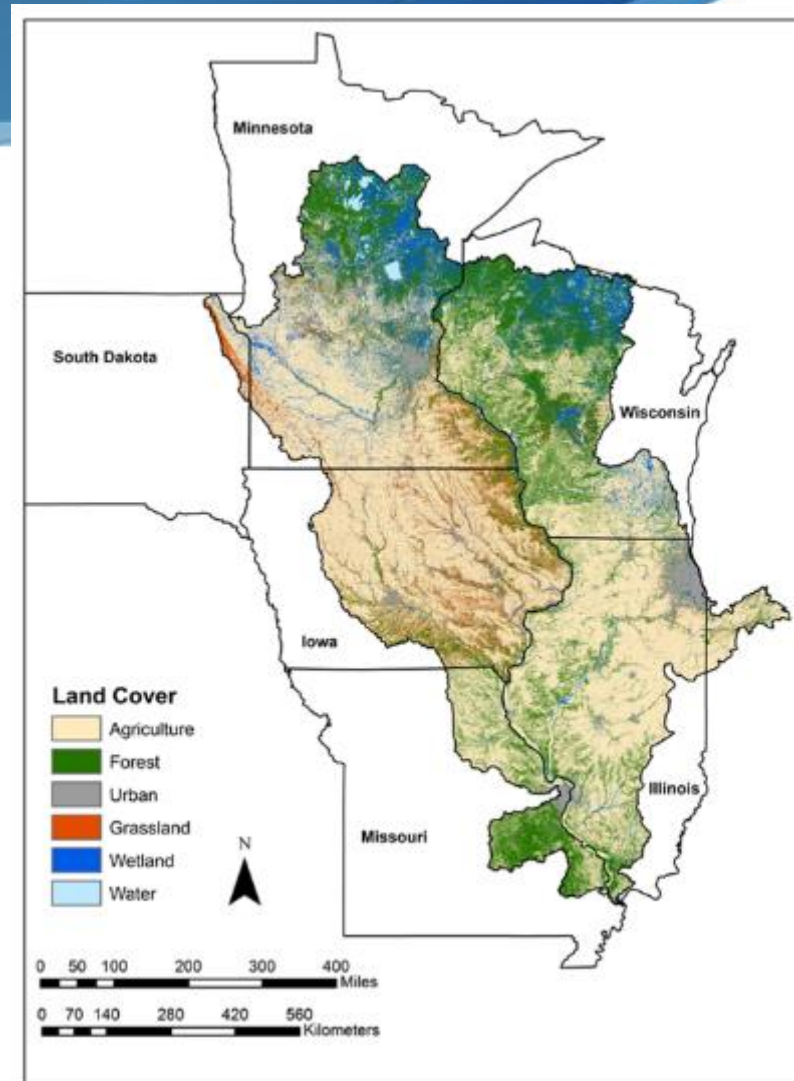 Minnesota
South Dakota
Wisconsin
Iowa
Land Cover
Agriculture
Forest
Urban
Grassland
Wetland
Water
Illinois
Missouri
N
0 50 100 200 300 400
Miles
0 70 140 280 420 560
Kilometers